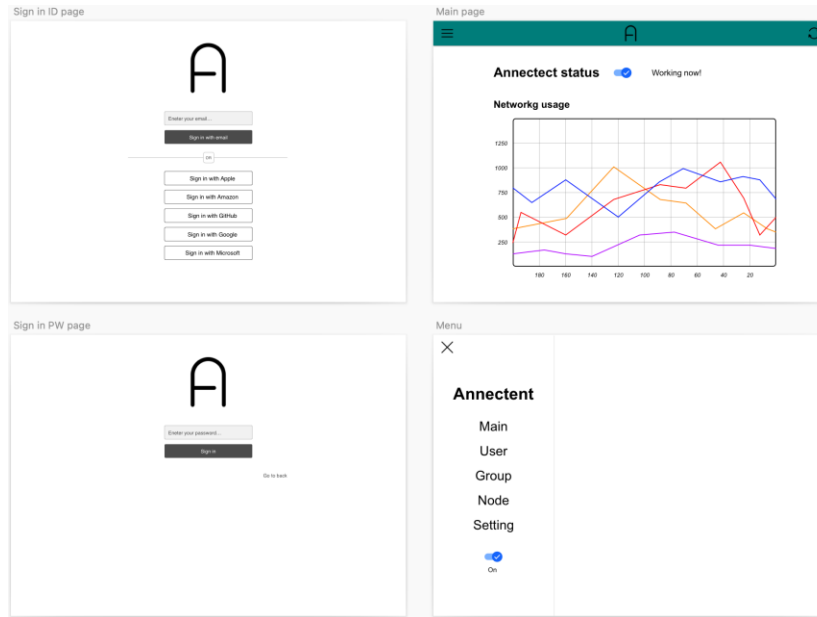 Sign in ID page
Eneter your email...
Sign in with email
OR
Sign in with Apple
Sign in with Amazon
Sign in with GitHub
Sign in with Google
Sign in with Microsoft
Main page
Annectect status
Working now!
Networkg usage
1250
1000
750
500
250
190 160 140 120 100 80 60 40 20
Sign in PW page
Eneter your password...
Sign in
Go to back
Menu
Annectent
Main
User
Group
Node
Setting
On